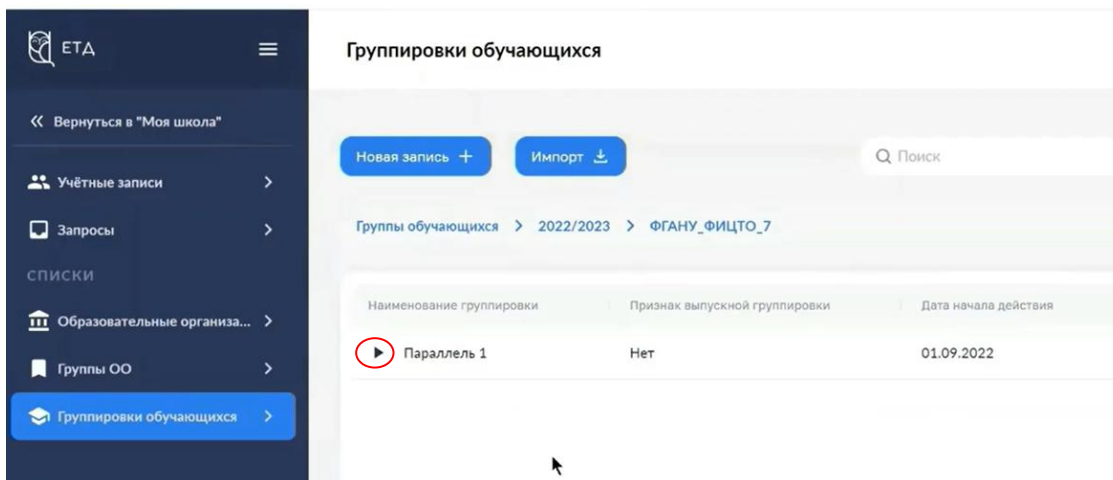 ЕТД
Вернуться в "Моя школа"
Учётные записи
Запросы
СПИСКИ
Образовательные организа...
Группы ОО
Группировки обучающихся
Группировки обучающихся
Новая запись +
Импорт
Поиск
Группы обучающихся > 2022/2023 > ФГАНУ_ФИЦТО_7
Наименование группировки Признак выпускной группировки Дата начала действия
Параллель 1 Нет 01.09.2022